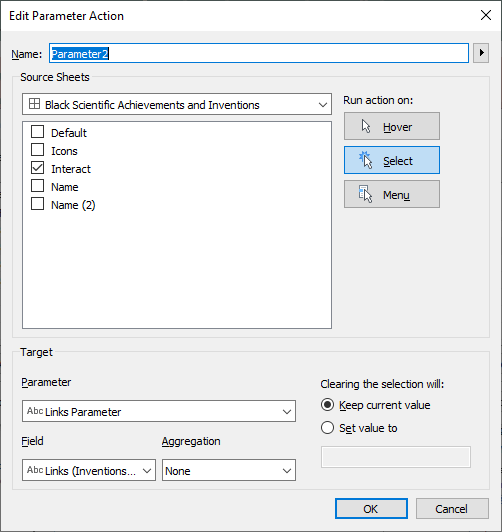 Edit Parameter Action
Name: Parameter2
Source Sheets
Black Scientific Achievements and Inventions
Default
Icons
Interact
Name
Name (2)
Run action on:
Hover
Select
Menu
Target
Parameter
Abc Links Parameter
Field
Abc Links (Inventions...
Aggregation
None
Clearing the selection will:
Keep current value
Set value to
OK
Cancel